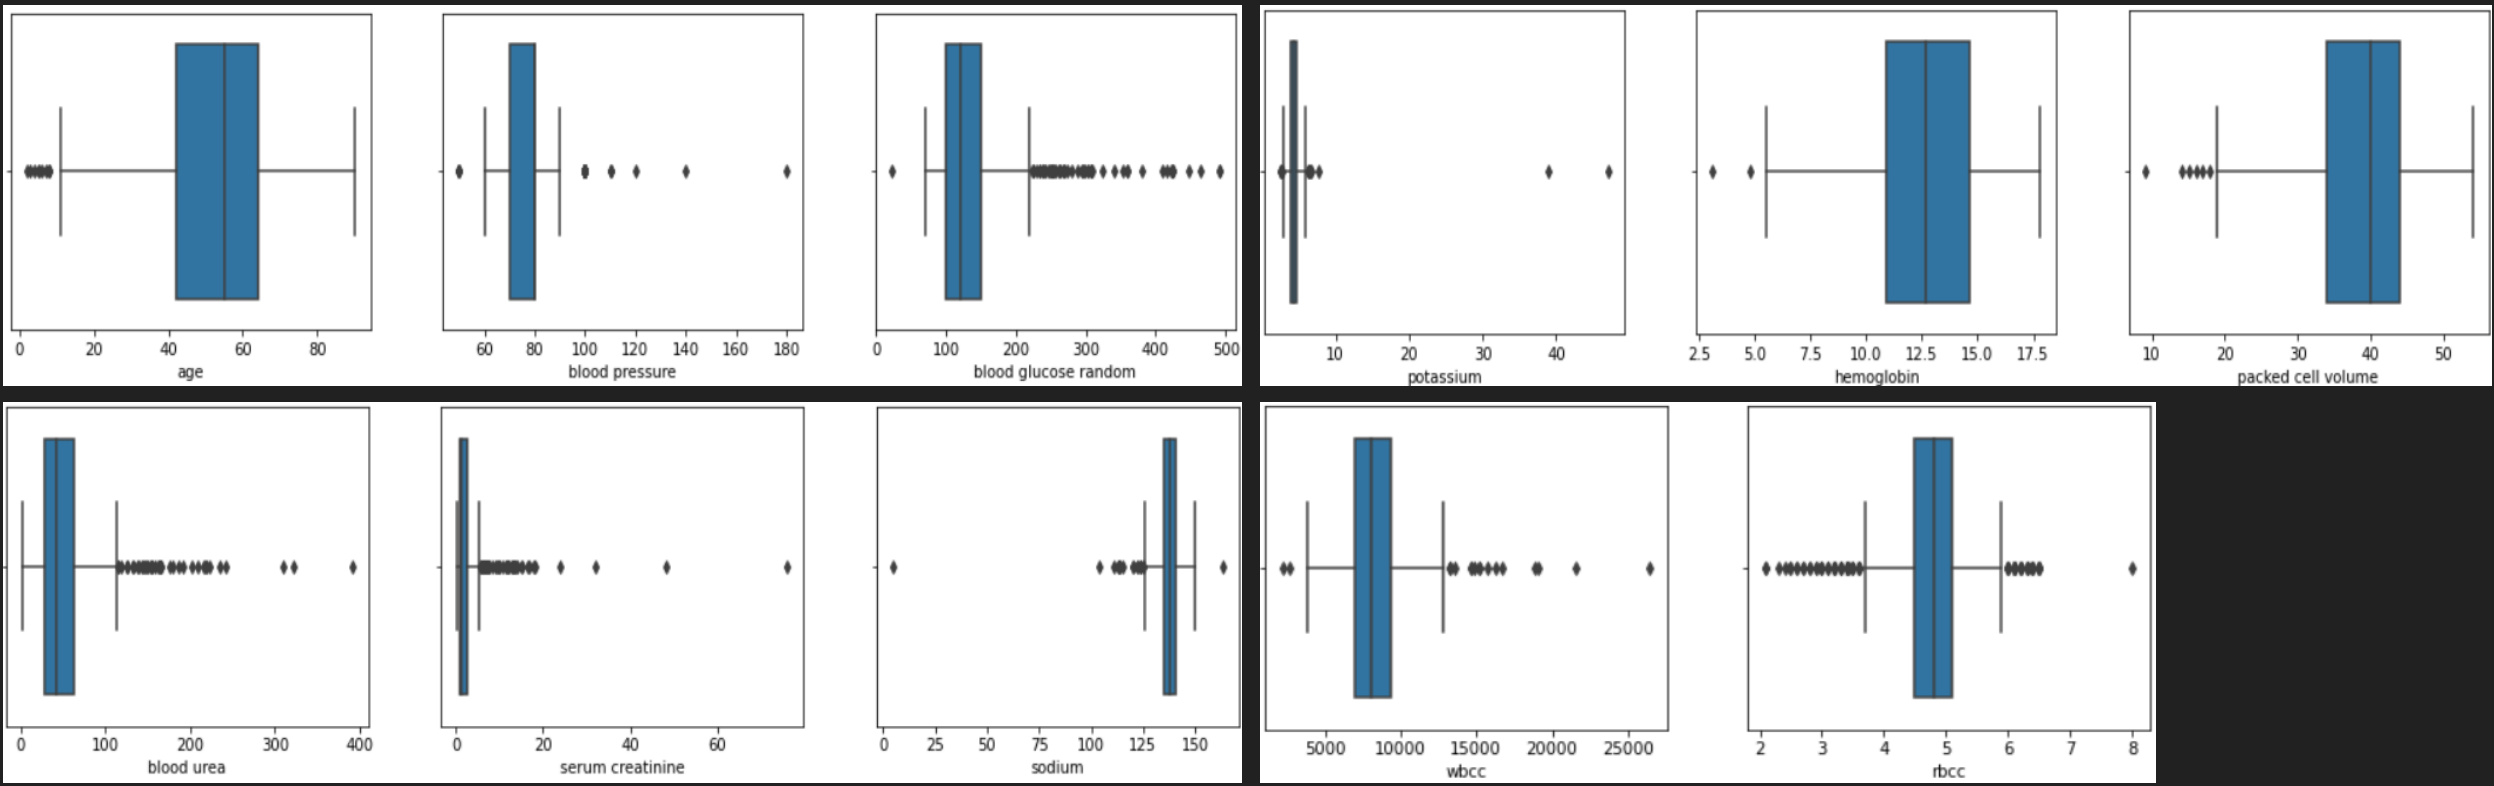 0 20 40 60 80
age
60 80 100 120 140 160 180
blood pressure
0 100 200 300 400 500
blood glucose random
10 20 30 40
potassium
2.5 5.0 7.5 10.0 12.5 15.0 17.5
hemoglobin
10 20 30 40 50
packed cell volume
0 100 200 300 400
blood urea
0 20 40 60
serum creatinine
0 25 50 75 100 125 150
sodium
5000 10000 15000 20000 25000
wbcc
2 3 4 5 6 7 8
rbcc